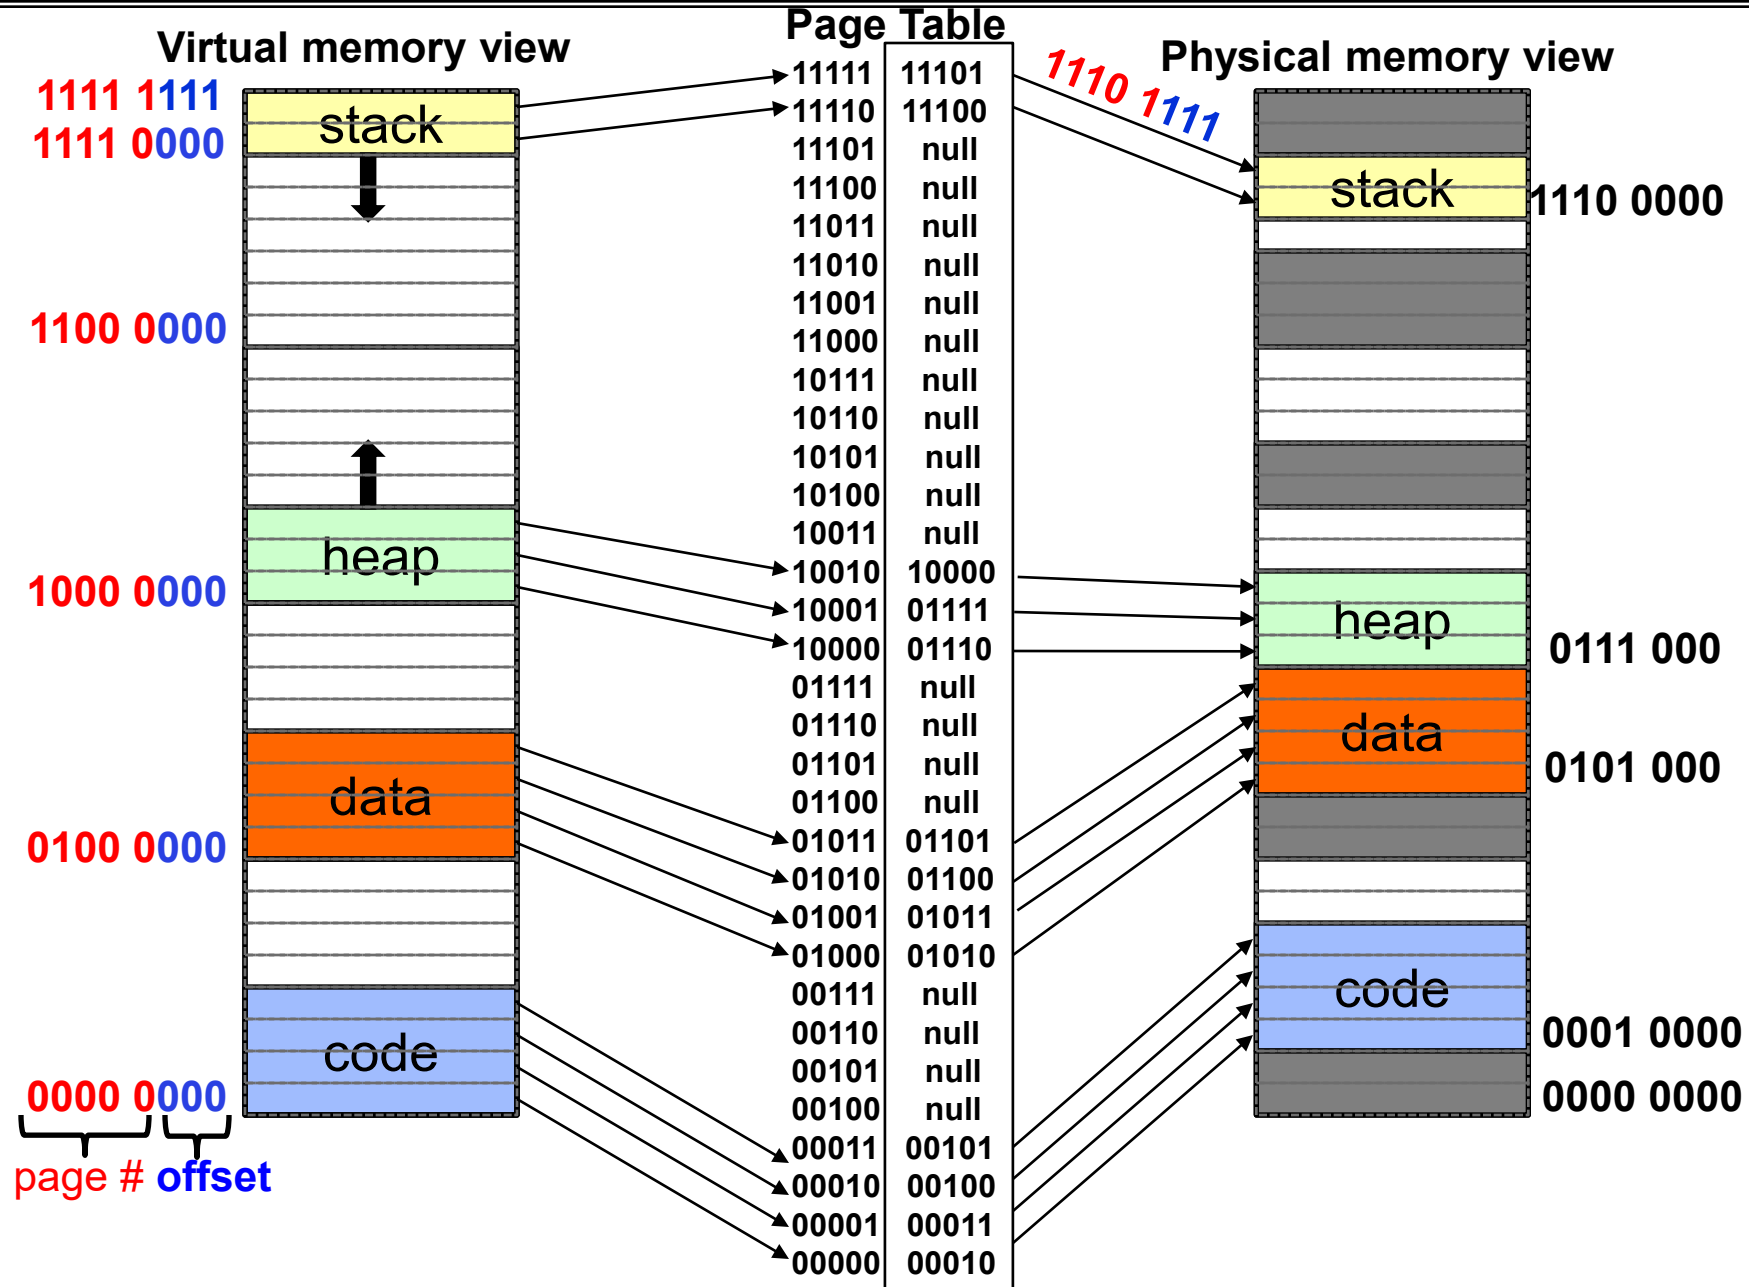 Page Table
Virtual memory view
Physical memory view
1111 1111
1111 0000
1100 0000
1000 0000
0100 0000
0000 0000
page # offset
stack
heap
data
code
11111 11101
11110 11100
11101 null
11100 null
11011 null
11010 null
11001 null
11000 null
10111 null
10110 null
10101 null
10100 null
10011 null
10010 10000
10001 01111
10000 01110
01111 null
01110 null
01101 null
01100 null
01011 01101
01010 01100
01001 01011
01000 01010
00111 null
00110 null
00101 null
00100 null
00011 00101
00010 00100
00001 00011
00000 00010
1110 1111
stack
heap
data
code
1110 0000
0111 000
0101 000
0001 0000
0000 0000